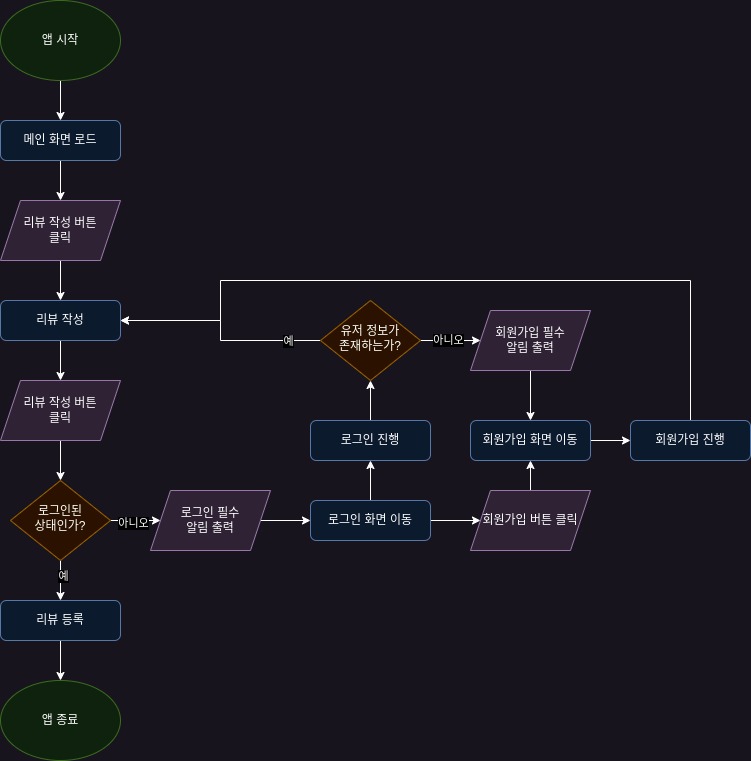 앱 시작
메인 화면 로드
리뷰 작성 버튼
클릭
리뷰 작성
리뷰 작성 버튼
클릭
로그인된
상태인가?
아니오
예
리뷰 등록
앱 종료
로그인 필수
알림 출력
로그인 화면 이동
로그인 진행
유저 정보가
존재하는가?
예
아니오
회원가입 필수
알림 출력
회원가입 버튼 클릭
회원가입 화면 이동
회원가입 진행